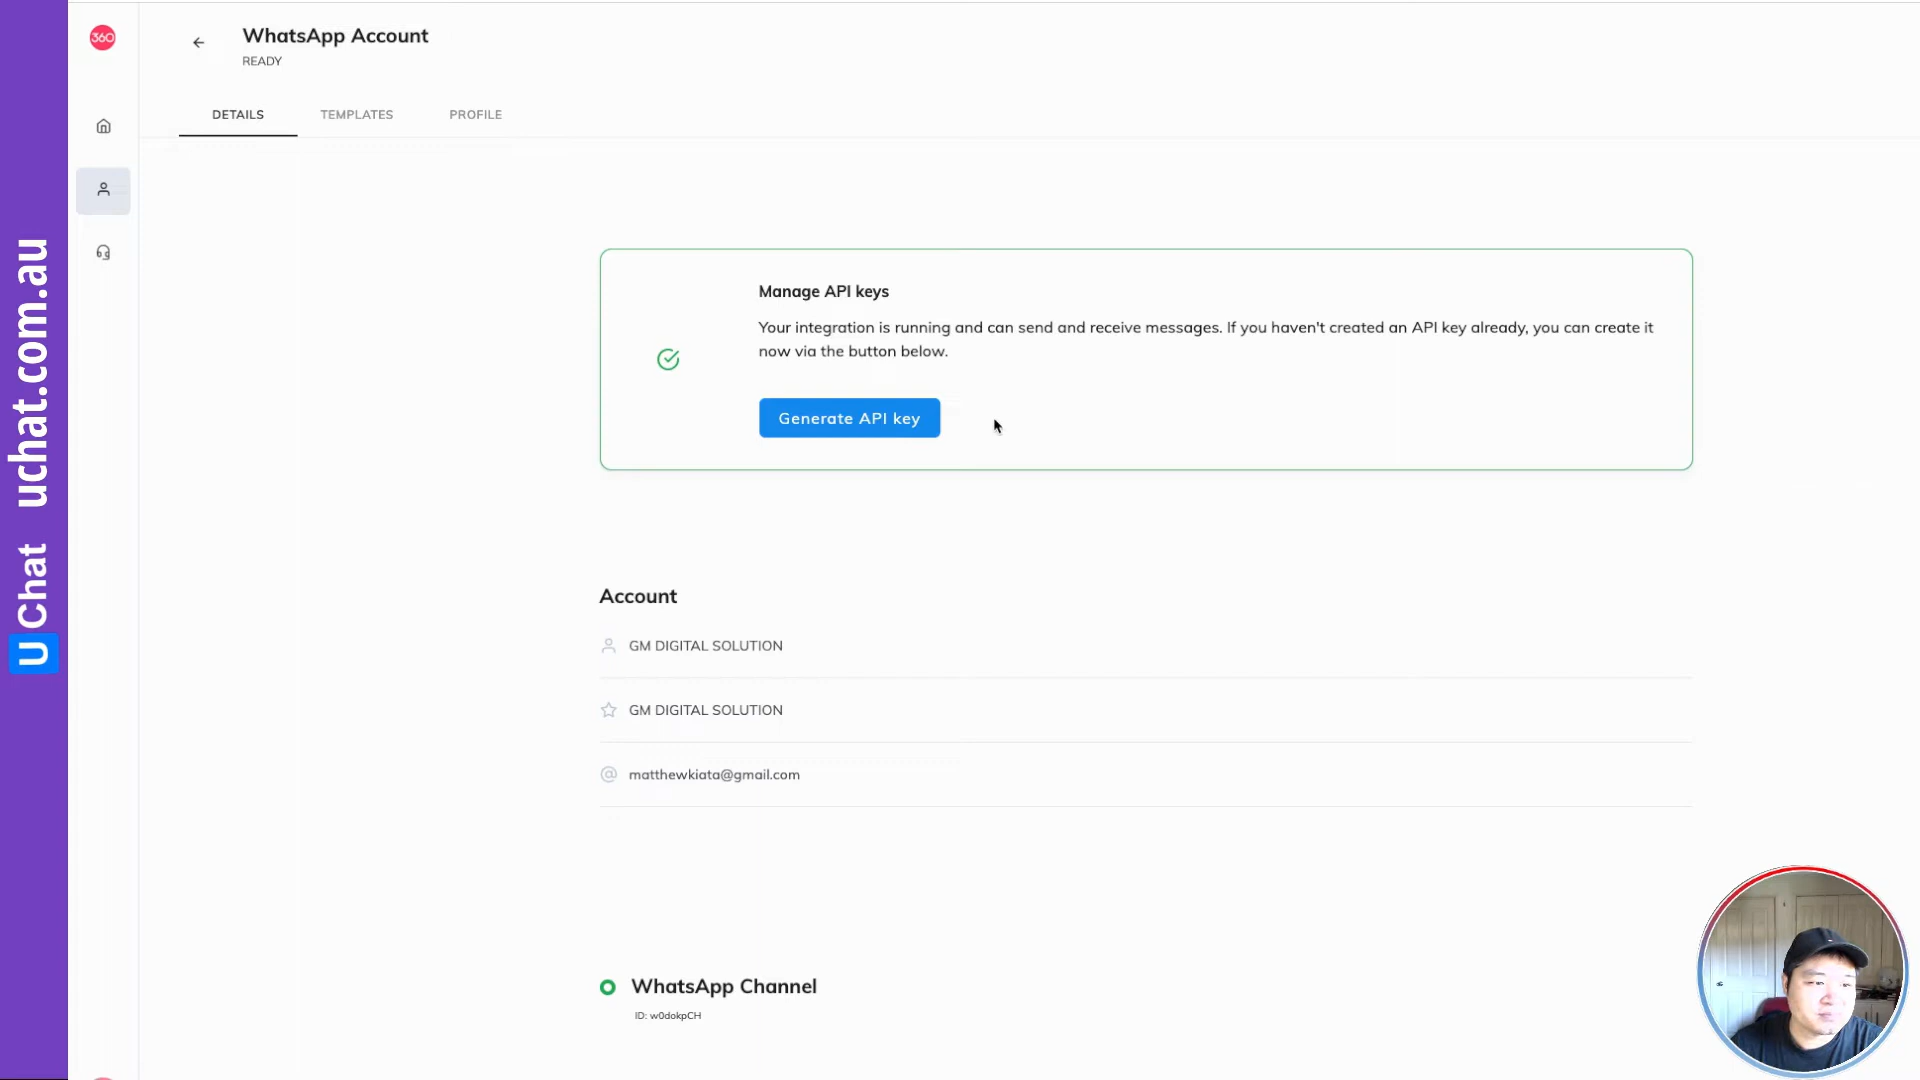 360
WhatsApp Account
READY
DETAILS
TEMPLATES
PROFILE
Manage API keys
Your integration is running and can send and receive messages. If you haven't created an API key already, you can create it
now via the button below.
Generate API key
Account
GM DIGITAL SOLUTION
GM DIGITAL SOLUTION
matthewkiata@gmail.com
WhatsApp Channel
ID: w0dokpCH
U Chat uchat.com.au